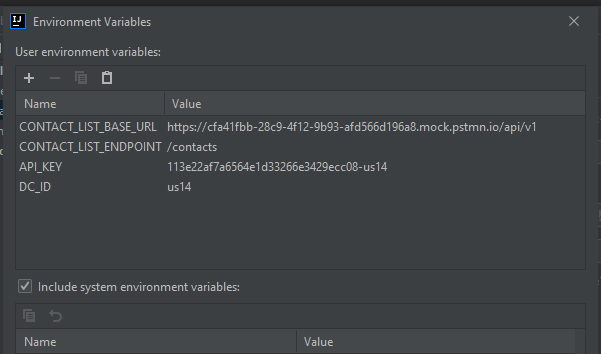 IJ Environment Variables
User environment variables:
Name Value
CONTACT_LIST_BASE_URL https://cfa41fbb-28c9-4f12-9b93-afd566d196a8.mock.pstmn.io/api/v1
CONTACT_LIST_ENDPOINT /contacts
API_KEY 113e22af7a6564e1d33266e3429ecc08-us14
DC_ID us14
Include system environment variables:
Name Value